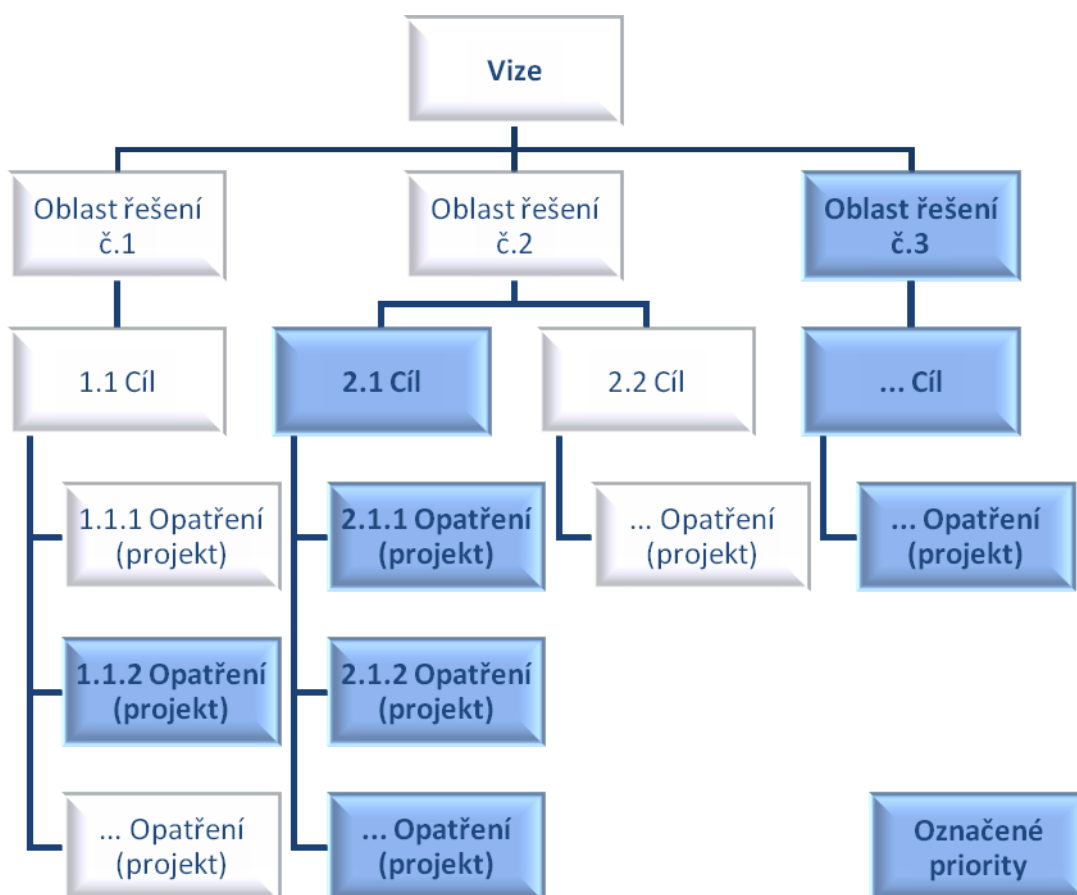 Vize
Oblast řešení
č.1
Oblast řešení
č.2
Oblast řešení
č.3
1.1 Cíl
2.1 Cíl
2.2 Cíl
... Cíl
1.1.1 Opatření
(projekt)
2.1.1 Opatření
(projekt)
... Opatření
(projekt)
... Opatření
(projekt)
1.1.2 Opatření
(projekt)
2.1.2 Opatření
(projekt)
... Opatření
(projekt)
... Opatření
(projekt)
Označené
priority